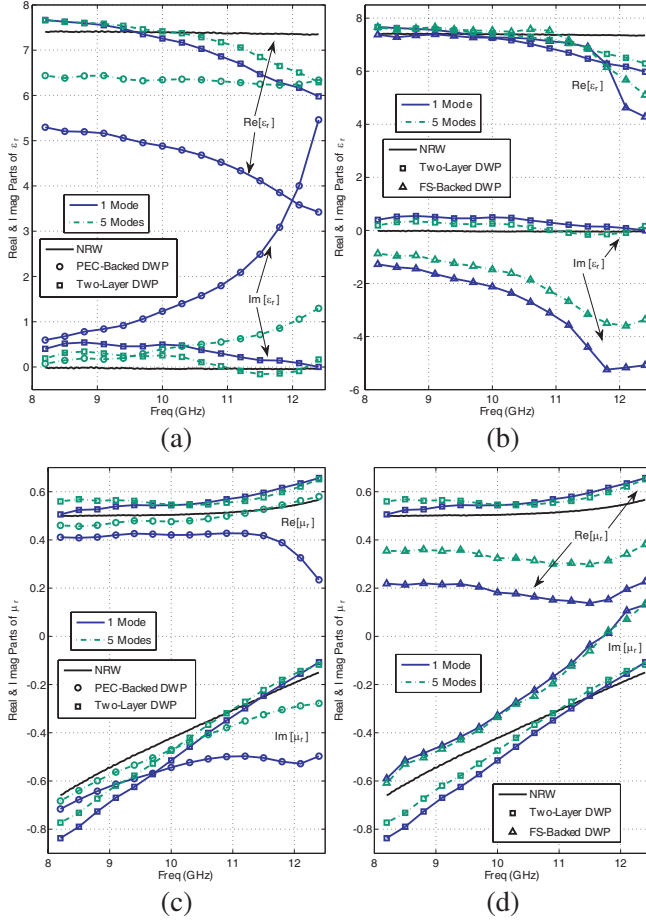 8
7
6
5
4
3
2
1
0
8 9 10 11 12
Real & Imag Parts of εr
Freq (GHz)
Re[εr]
Im [εr]
1 Mode
5 Modes
NRW
PEC-Backed DWP
Two-Layer DWP
(a)
8
6
4
2
0
-2
-4
-6
8 9 10 11 12
Real & Imag Parts of εr
Freq (GHz)
Re[εr]
Im [εr]
1 Mode
5 Modes
NRW
Two-Layer DWP
FS-Backed DWP
(b)
0.6
0.4
0.2
0
-0.2
-0.4
-0.6
-0.8
8 9 10 11 12
Real & Imag Parts of μr
Freq (GHz)
Re[μr]
Im [μr]
1 Mode
5 Modes
NRW
PEC-Backed DWP
Two-Layer DWP
(c)
0.6
0.4
0.2
0
-0.2
-0.4
-0.6
-0.8
8 9 10 11 12
Real & Imag Parts of μr
Freq (GHz)
Re[μr]
Im [μr]
1 Mode
5 Modes
NRW
Two-Layer DWP
FS-Backed DWP
(d)